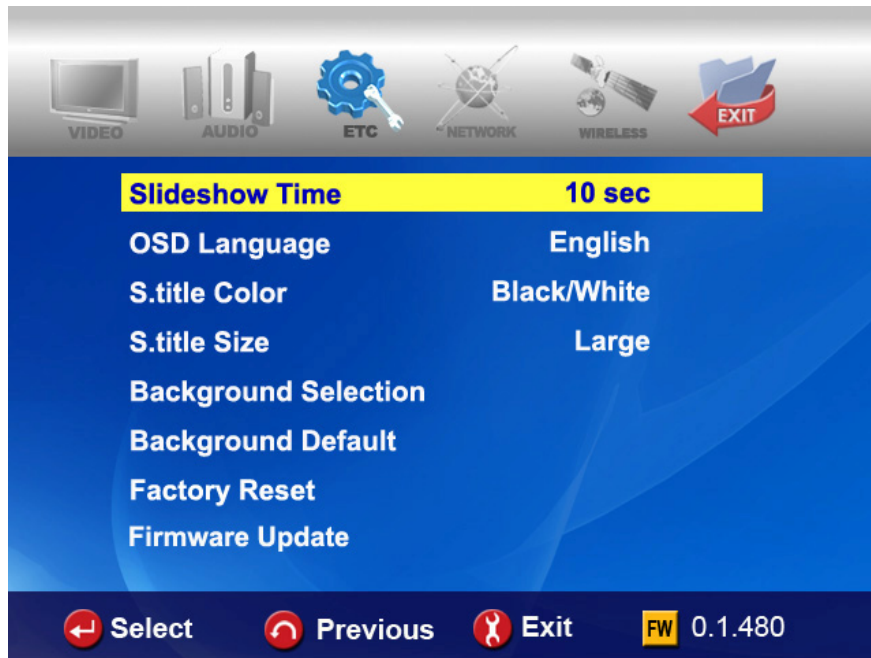 VIDEO AUDIO ETC NETWORK WIRELESS EXIT
Slideshow Time 10 sec
OSD Language English
S.title Color Black/White
S.title Size Large
Background Selection
Background Default
Factory Reset
Firmware Update
Select Previous Exit FW 0.1.480